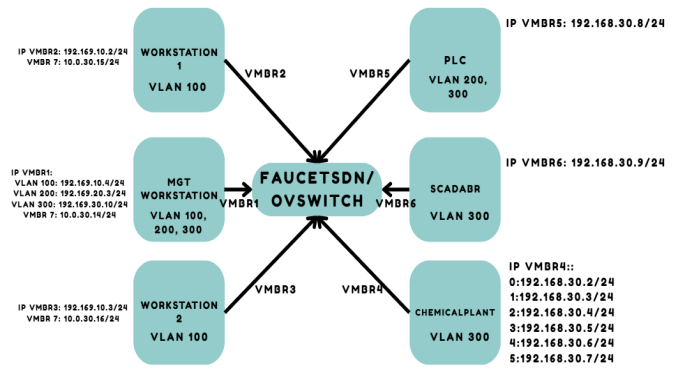 IP VMBR2: 192.169.10.2/24
VMBR 7: 10.0.30.15/24
WORKSTATION
1
VLAN 100
VMBR2
IP VMBR5: 192.168.30.8/24
PLC
VLAN 200,
300
VMBR5
IP VMBR1:
VLAN 100: 192.169.10.4/24
VLAN 200: 192.169.20.3/24
VLAN 300: 192.169.30.10/24
VMBR 7: 10.0.30.14/24
MGT
WORKSTATION
VLAN 100,
200, 300
VMBR1
FAUCETSDN/
OVSWITCH
VMBR6
SCADABR
VLAN 300
IP VMBR6: 192.168.30.9/24
IP VMBR3: 192.169.10.3/24
VMBR 7: 10.0.30.16/24
WORKSTATION
2
VLAN 100
VMBR3
VMBR4
CHEMICALPLANT
VLAN 300
IP VMBR4::
0:192.168.30.2/24
1:192.168.30.3/24
2:192.168.30.4/24
3:192.168.30.5/24
4:192.168.30.6/24
5:192.168.30.7/24